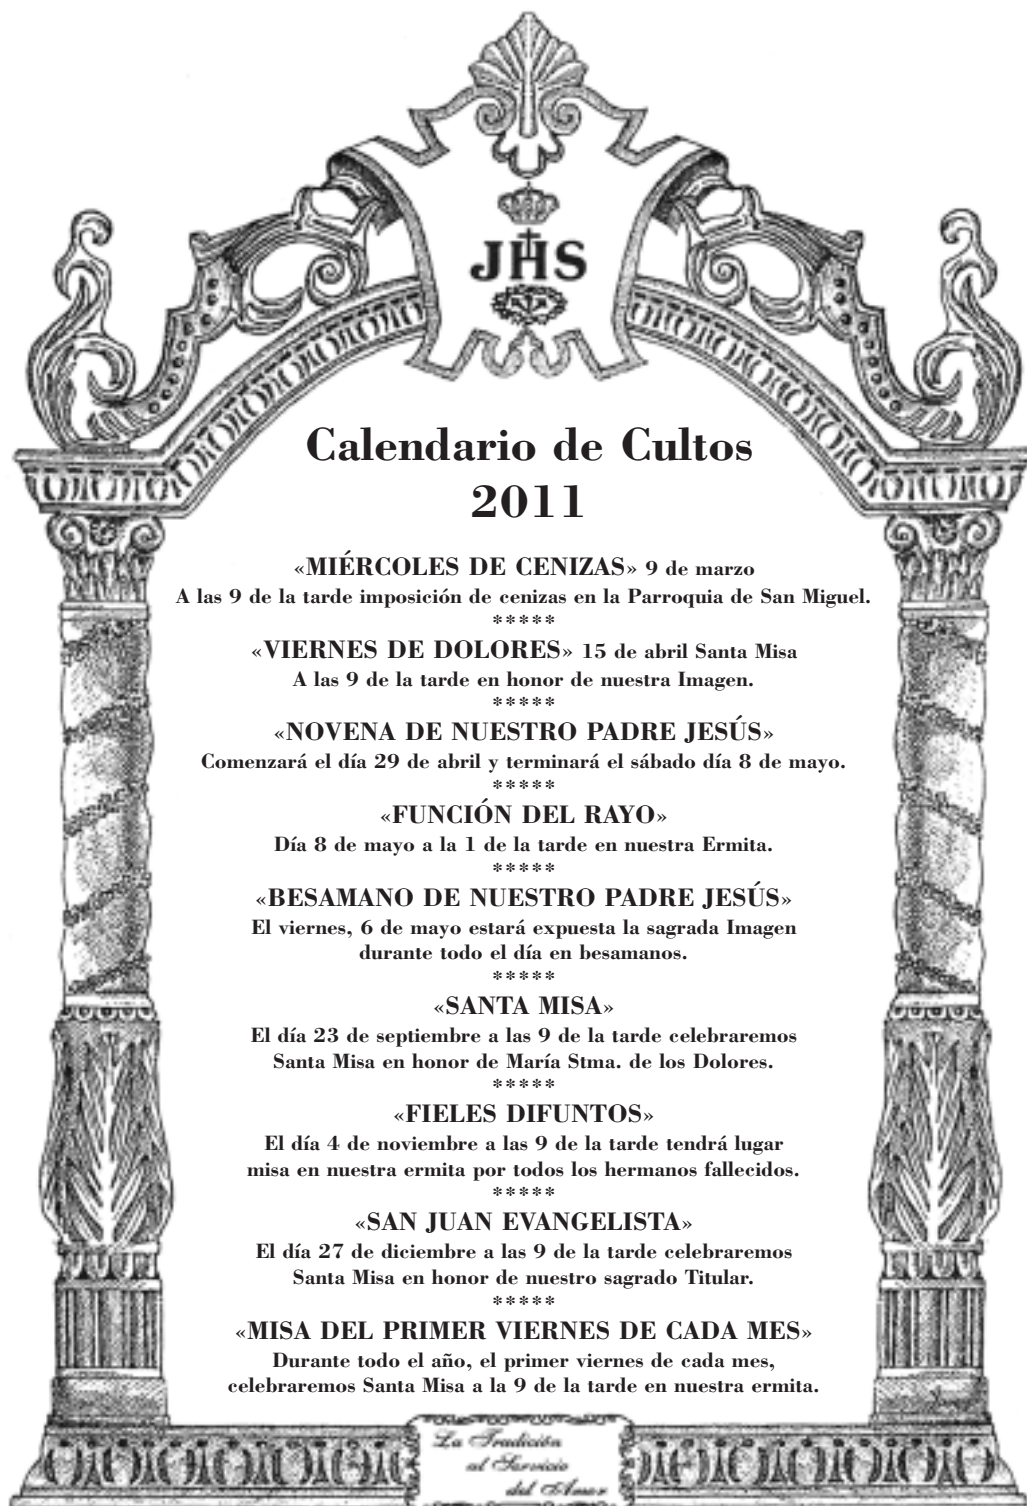 JHS
Calendario de Cultos
2011
«MIÉRCOLES DE CENIZAS» 9 de marzo
A las 9 de la tarde imposición de cenizas en la Parroquia de San Miguel.
*****
«VIERNES DE DOLORES» 15 de abril Santa Misa
A las 9 de la tarde en honor de nuestra Imagen.
*****
«NOVENA DE NUESTRO PADRE JESÚS»
Comenzará el día 29 de abril y terminará el sábado día 8 de mayo.
*****
«FUNCIÓN DEL RAYO»
Día 8 de mayo a la 1 de la tarde en nuestra Ermita.
*****
«BESAMANO DE NUESTRO PADRE JESÚS»
El viernes, 6 de mayo estará expuesta la sagrada Imagen
durante todo el día en besamanos.
*****
«SANTA MISA»
El día 23 de septiembre a las 9 de la tarde celebraremos
Santa Misa en honor de María Stma. de los Dolores.
*****
«FIELES DIFUNTOS»
El día 4 de noviembre a las 9 de la tarde tendrá lugar
misa en nuestra ermita por todos los hermanos fallecidos.
*****
«SAN JUAN EVANGELISTA»
El día 27 de diciembre a las 9 de la tarde celebraremos
Santa Misa en honor de nuestro sagrado Titular.
*****
«MISA DEL PRIMER VIERNES DE CADA MES»
Durante todo el año, el primer viernes de cada mes,
celebraremos Santa Misa a la 9 de la tarde en nuestra ermita.
La Tradición
al Servicio
del Amor